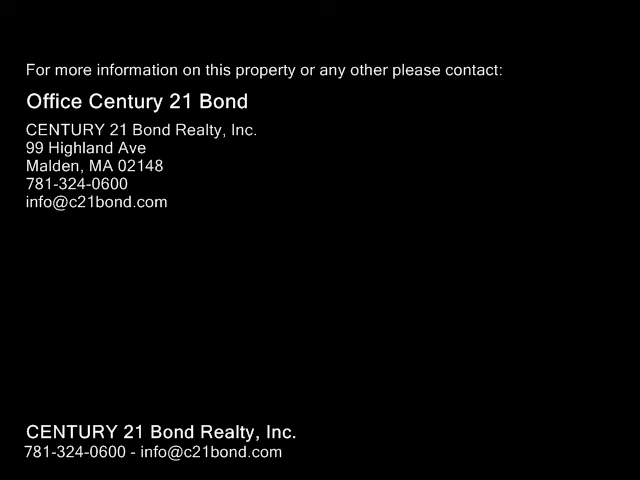 For more information on this property or any other please contact:
Office Century 21 Bond
CENTURY 21 Bond Realty, Inc.
99 Highland Ave
Malden, MA 02148
781-324-0600
info@c21bond.com
CENTURY 21 Bond Realty, Inc.
781-324-0600 - info@c21bond.com